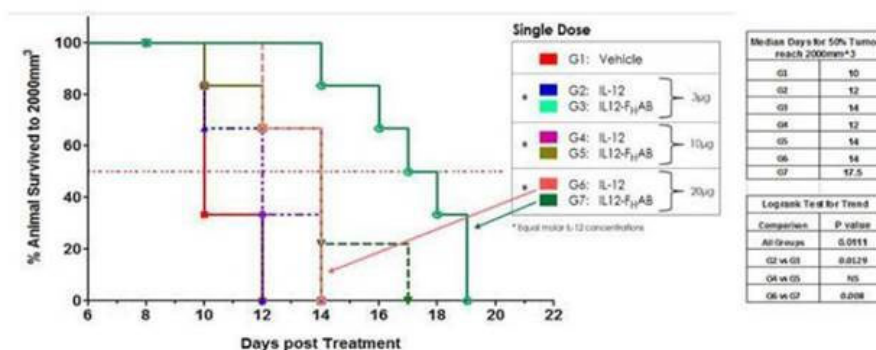 % Animal Survived to 2000mm³
100
80
60
40
20
0
6 8 10 12 14 16 18 20 22
Days post Treatment
Single Dose
G1: Vehicle
* G2: IL-12
G3: IL12-FHAB
3µg
* G4: IL-12
G5: IL12-FHAB
10µg
* G6: IL-12
G7: IL12-FHAB
20µg
* Equal molar IL-12 concentrations
Median Days for 50% Tumo
reach 2000mm^3
G1 10
G2 12
G3 14
G4 12
G5 14
G6 14
G7 17.5
Logrank Test for Trend
Comparison P value
All Groups 0.0111
G2 vs G3 0.0129
G4 vs G5 NS
G6 vs G7 0.008